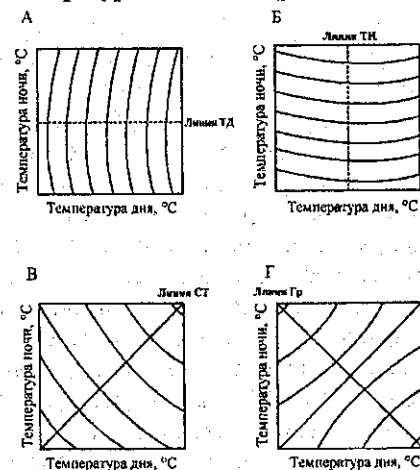 А
Температура ночи, °С
Линия ТД
Температура дня, °С
Б
Линия ТН
Температура ночи, °С
Температура дня, °С
В
Линия СТ
Температура ночи, °С
Температура дня, °С
Г
Линия Гр
Температура ночи, °С
Температура дня, °С